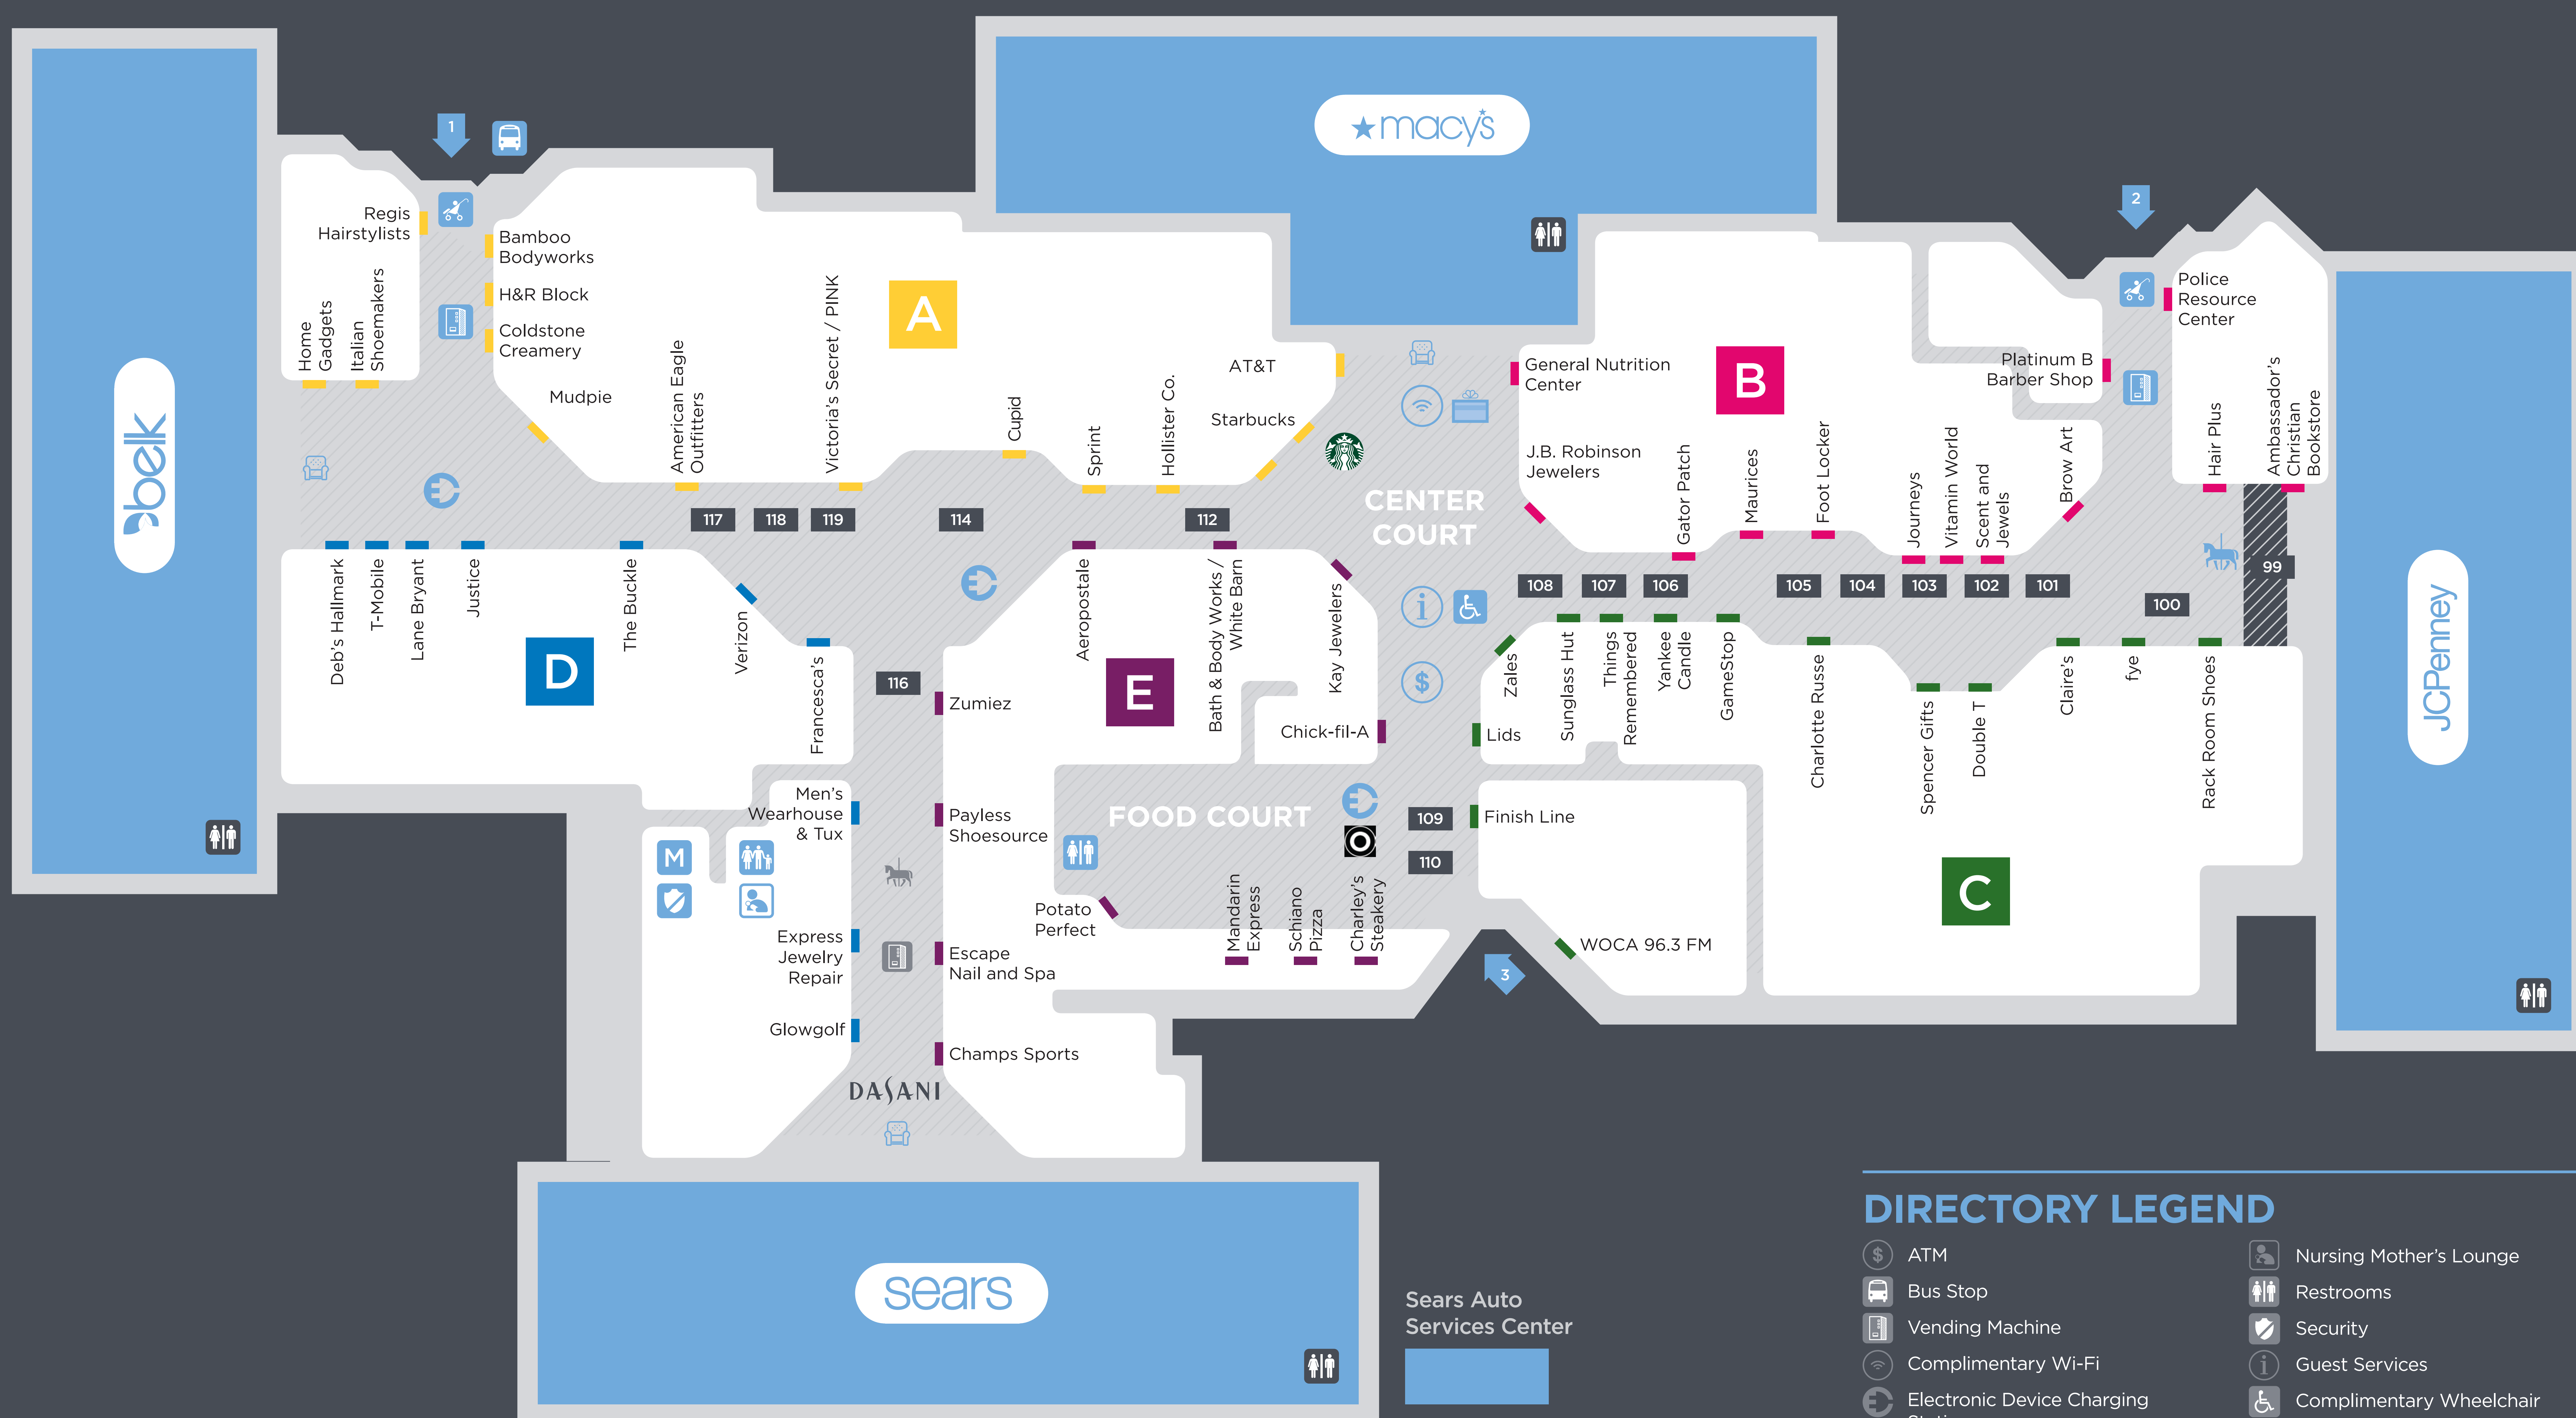 1
2
★macy's
belk
JCPenney
sears
Regis
Hairstylists
Home
Gadgets
Italian
Shoemakers
Bamboo
Bodyworks
H&R Block
Coldstone
Creamery
Mudpie
American Eagle
Outfitters
Victoria's Secret / PINK
A
Cupid
Sprint
Hollister Co.
AT&T
Starbucks
General Nutrition
Center
J.B. Robinson
Jewelers
B
Gator Patch
Maurices
Foot Locker
Journeys
Vitamin World
Scent and
Jewels
Brow Art
Platinum B
Barber Shop
Police
Resource
Center
Hair Plus
Ambassador's
Christian
Bookstore
CENTER
COURT
117
118
119
114
112
108
107
106
105
104
103
102
101
100
99
Deb's Hallmark
T-Mobile
Lane Bryant
Justice
D
The Buckle
Verizon
Francesca's
116
Zumiez
Aeropostale
E
Bath & Body Works /
White Barn
Kay Jewelers
Chick-fil-A
$
i
Zales
Lids
Sunglass Hut
Things
Remembered
Yankee
Candle
GameStop
Charlotte Russe
Spencer Gifts
Double T
Claire's
fye
Rack Room Shoes
C
Men's
Wearhouse
& Tux
M
Express
Jewelry
Repair
Glowgolf
Payless
Shoesource
Escape
Nail and Spa
Champs Sports
DASANI
FOOD COURT
109
110
Finish Line
Potato
Perfect
Mandarin
Express
Schiano
Pizza
Charley's
Steakery
3
WOCA 96.3 FM
Sears Auto
Services Center
DIRECTORY LEGEND
$ ATM
Bus Stop
Vending Machine
Complimentary Wi-Fi
Electronic Device Charging
Nursing Mother's Lounge
Restrooms
Security
i Guest Services
Complimentary Wheelchair